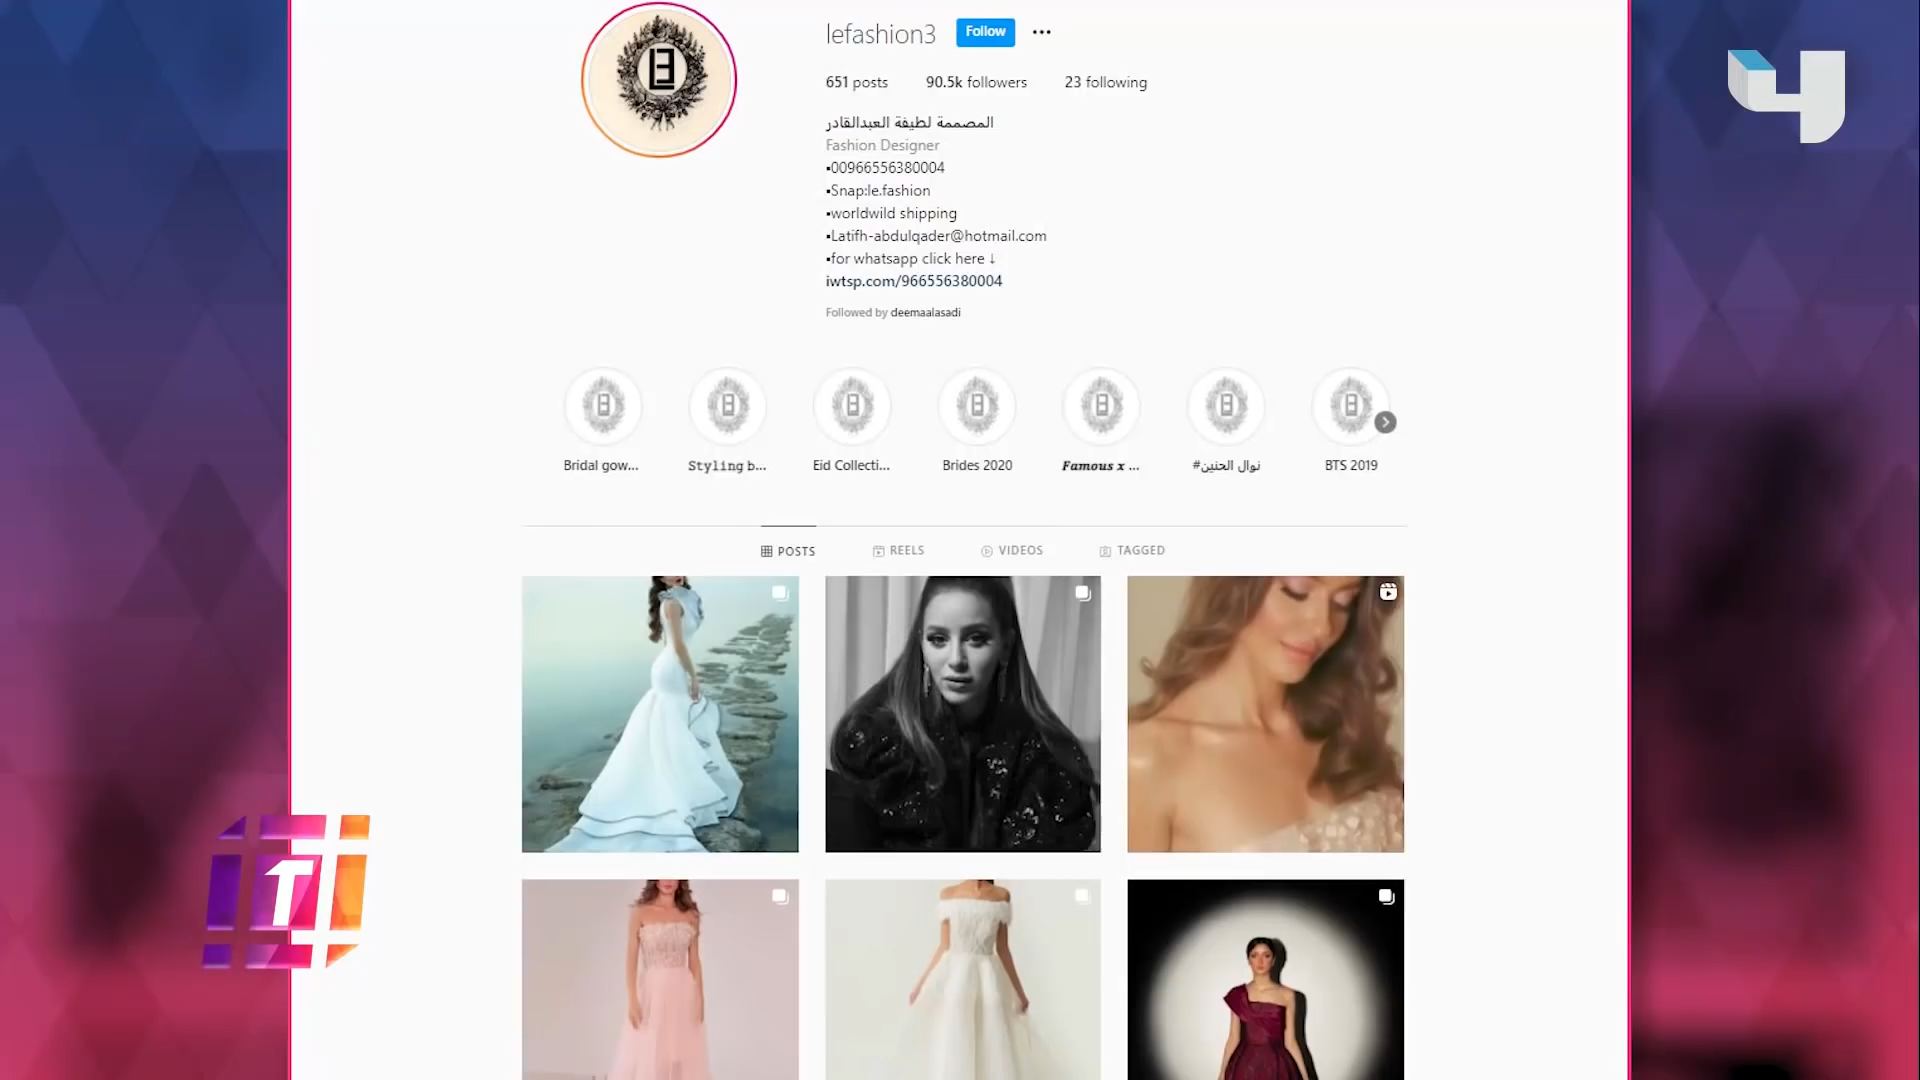 lefashion3 Follow
651 posts 90.5k followers 23 following
المصممة لطيفة العبدالقادر
Fashion Designer
▪00966556380004
▪Snap:le.fashion
▪worldwild shipping
▪Latifh-abdulqader@hotmail.com
▪for whatsapp click here ↓
iwtsp.com/966556380004
Followed by deemaalasadi
Bridal gow... Styling b... Eid Collecti... Brides 2020 Famous x ... #نوال الحنين BTS 2019
POSTS REELS VIDEOS TAGGED